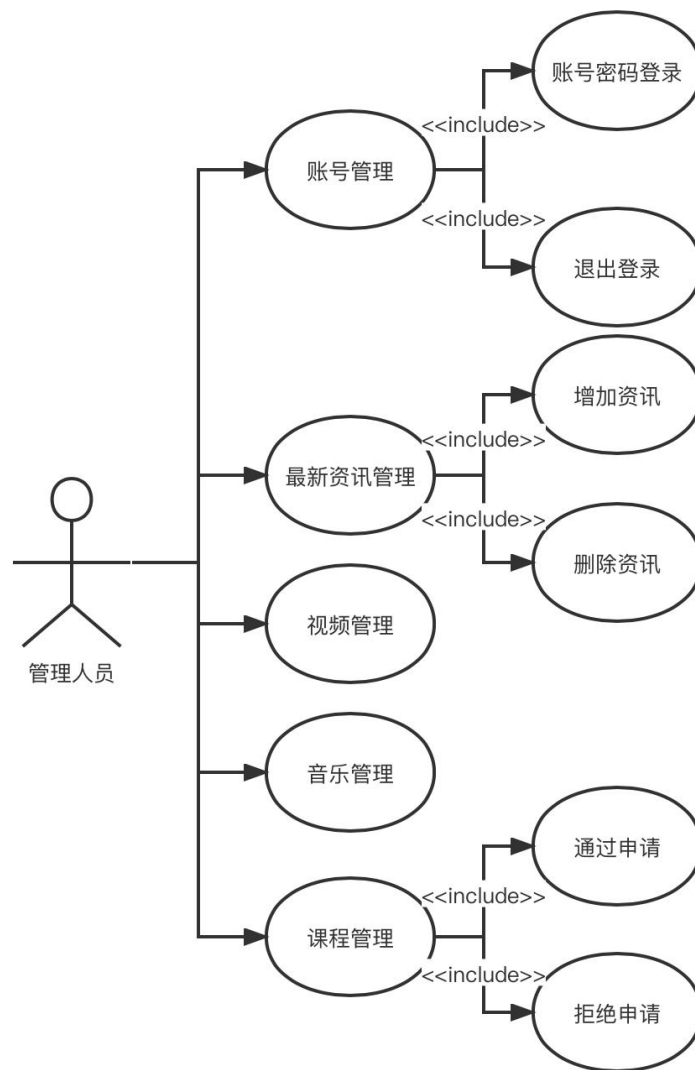 账号密码登录
<<include>>
账号管理
<<include>>
退出登录
增加资讯
<<include>>
最新资讯管理
<<include>>
删除资讯
视频管理
管理人员
音乐管理
通过申请
<<include>>
课程管理
<<include>>
拒绝申请